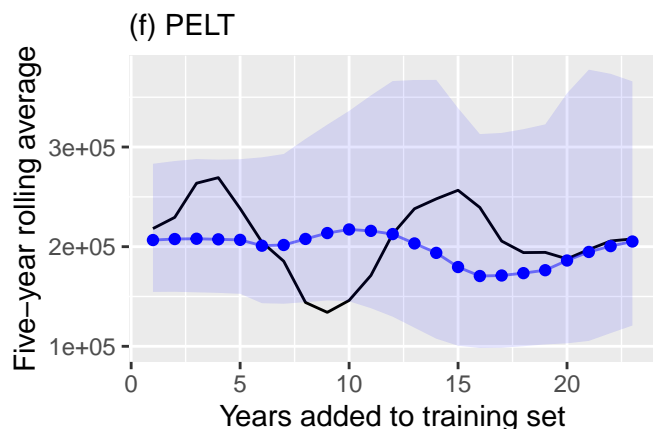 (f) PELT
Five−year rolling average
3e+05
2e+05
1e+05
0 5 10 15 20
Years added to training set